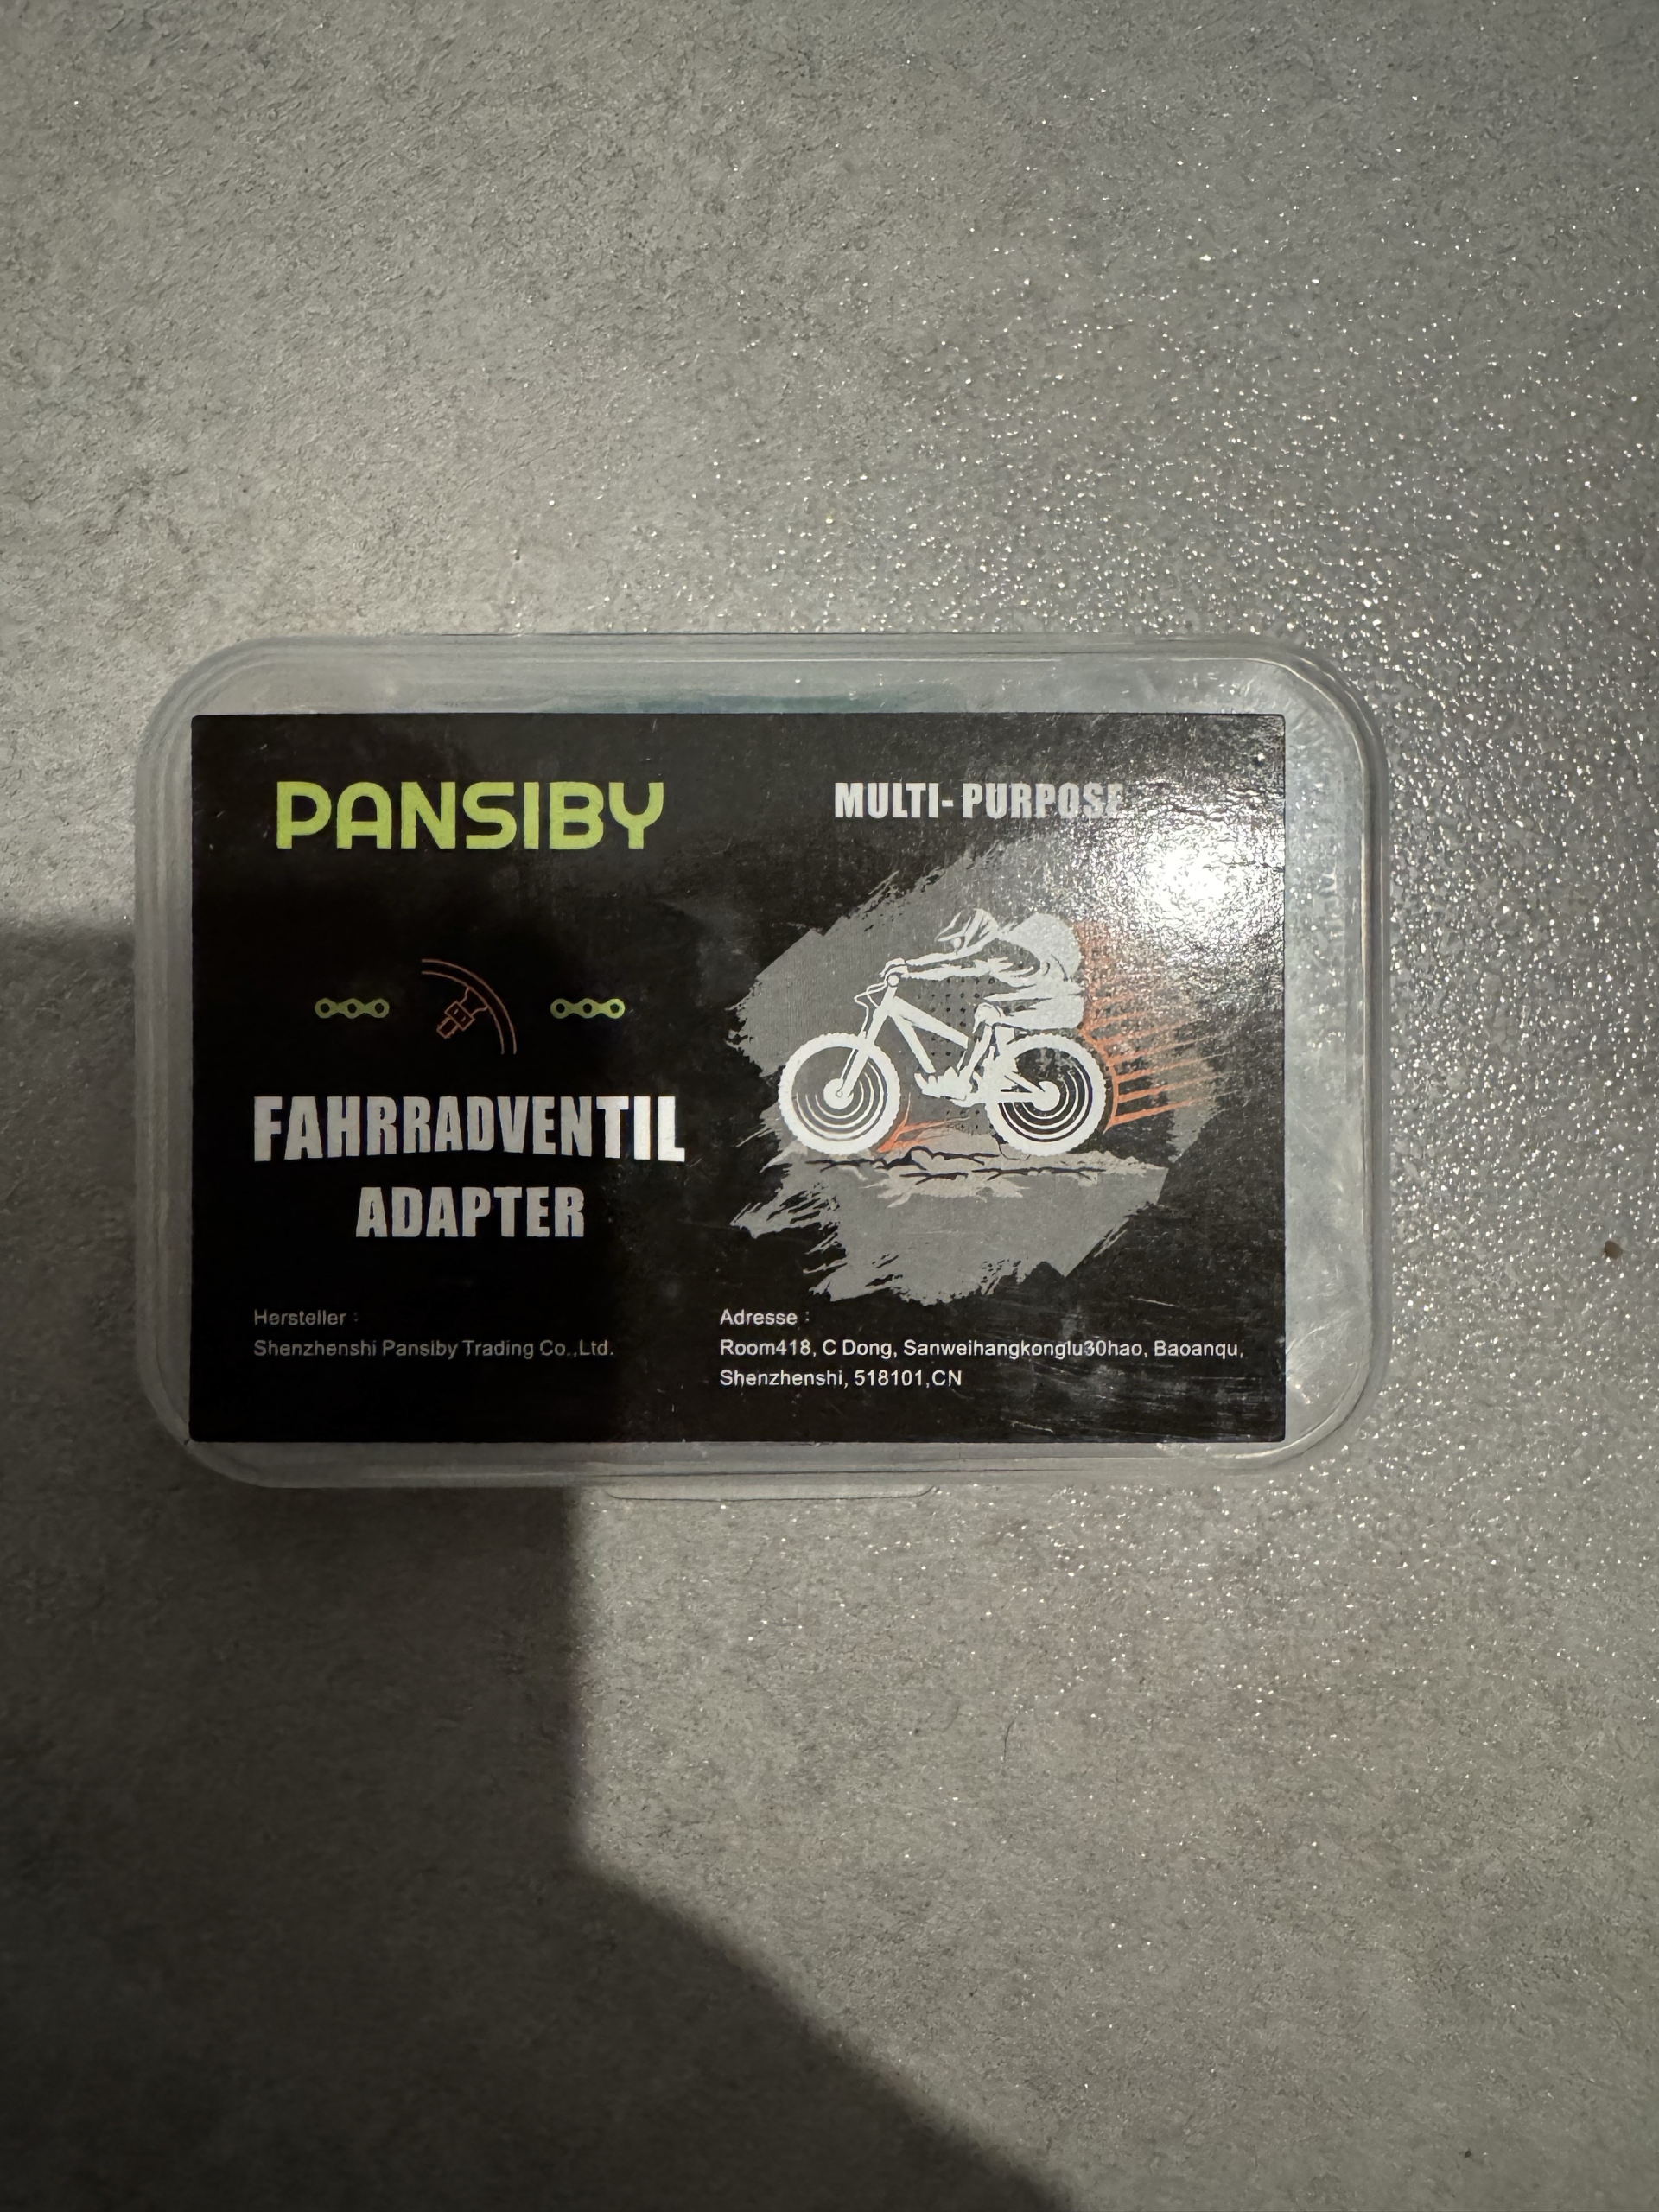 PANSIBY
MULTI- PURPOSE
FAHRRADVENTIL
ADAPTER
Hersteller :
Shenzhenshi Pansiby Trading Co.,Ltd.
Adresse :
Room418, C Dong, Sanweihangkonglu30hao, Baoanqu,
Shenzhenshi, 518101,CN